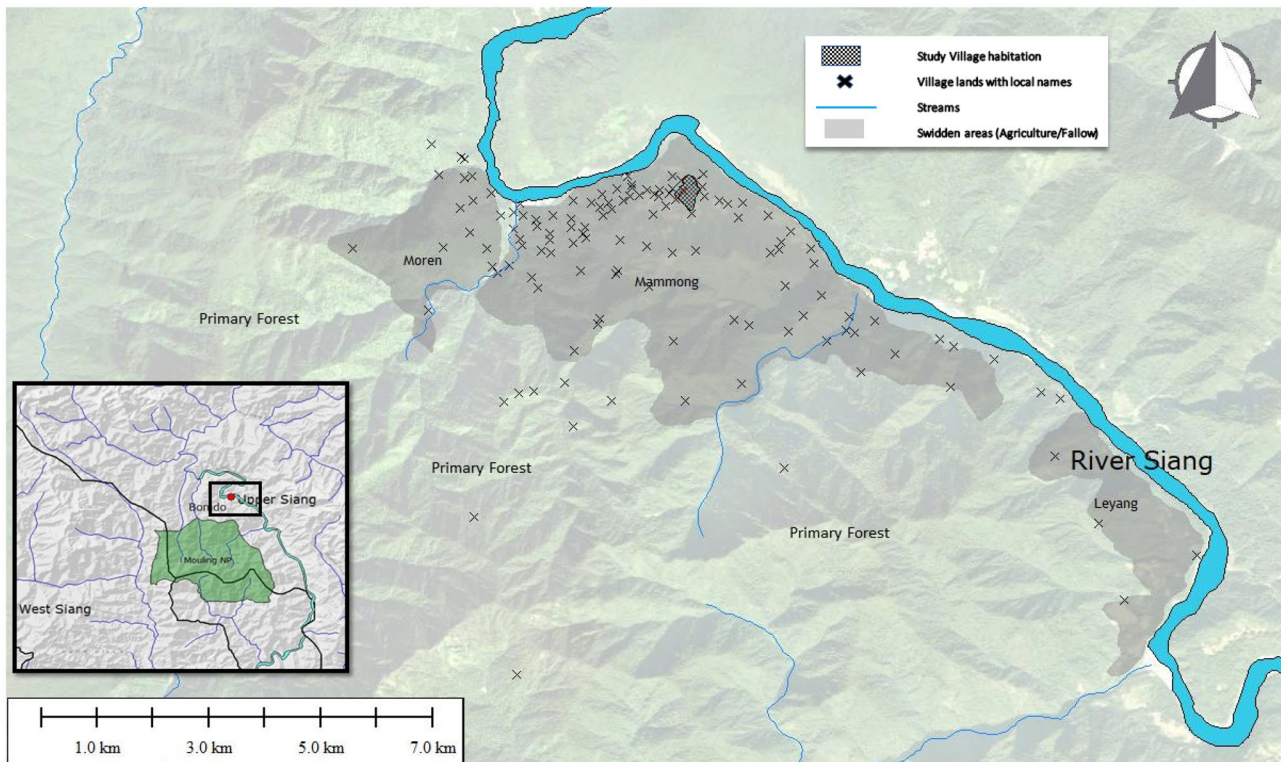 Study Village habitation
Village lands with local names
Streams
Swidden areas (Agriculture/Fallow)
Moren
Mammong
Primary Forest
Primary Forest
River Siang
Leyang
Primary Forest
Upper Siang
Mouling NP
West Siang
1.0 km 3.0 km 5.0 km 7.0 km